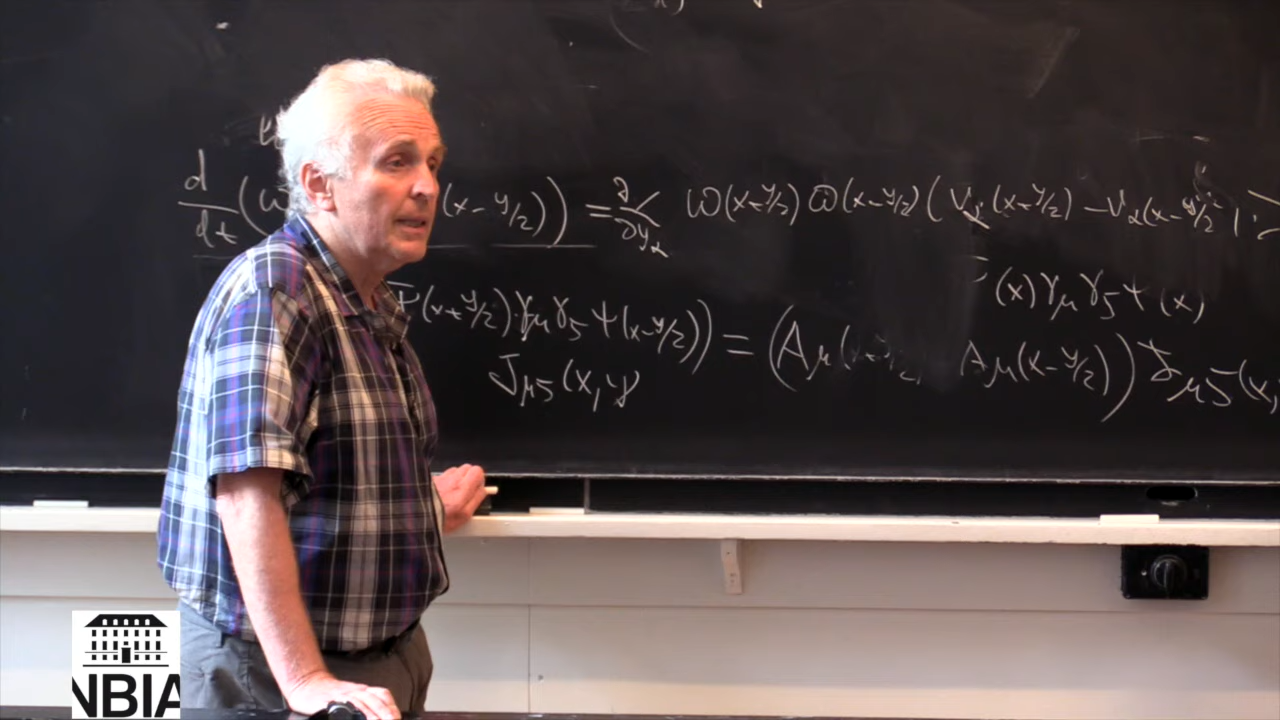 d/dt (ω (x-y/2)) = ∂/∂y_α ω(x+y/2) ω(x-y/2) (V_α(x+y/2) - V_α(x-y/2)) >
(x) γ_μ γ_5 ψ (x)
Ψ̄(x+y/2) γ_μ γ_5 ψ(x-y/2)) = (A_μ( A_μ(x-y/2)) J_μ5(x,
J_μ5(x,y
NBIA